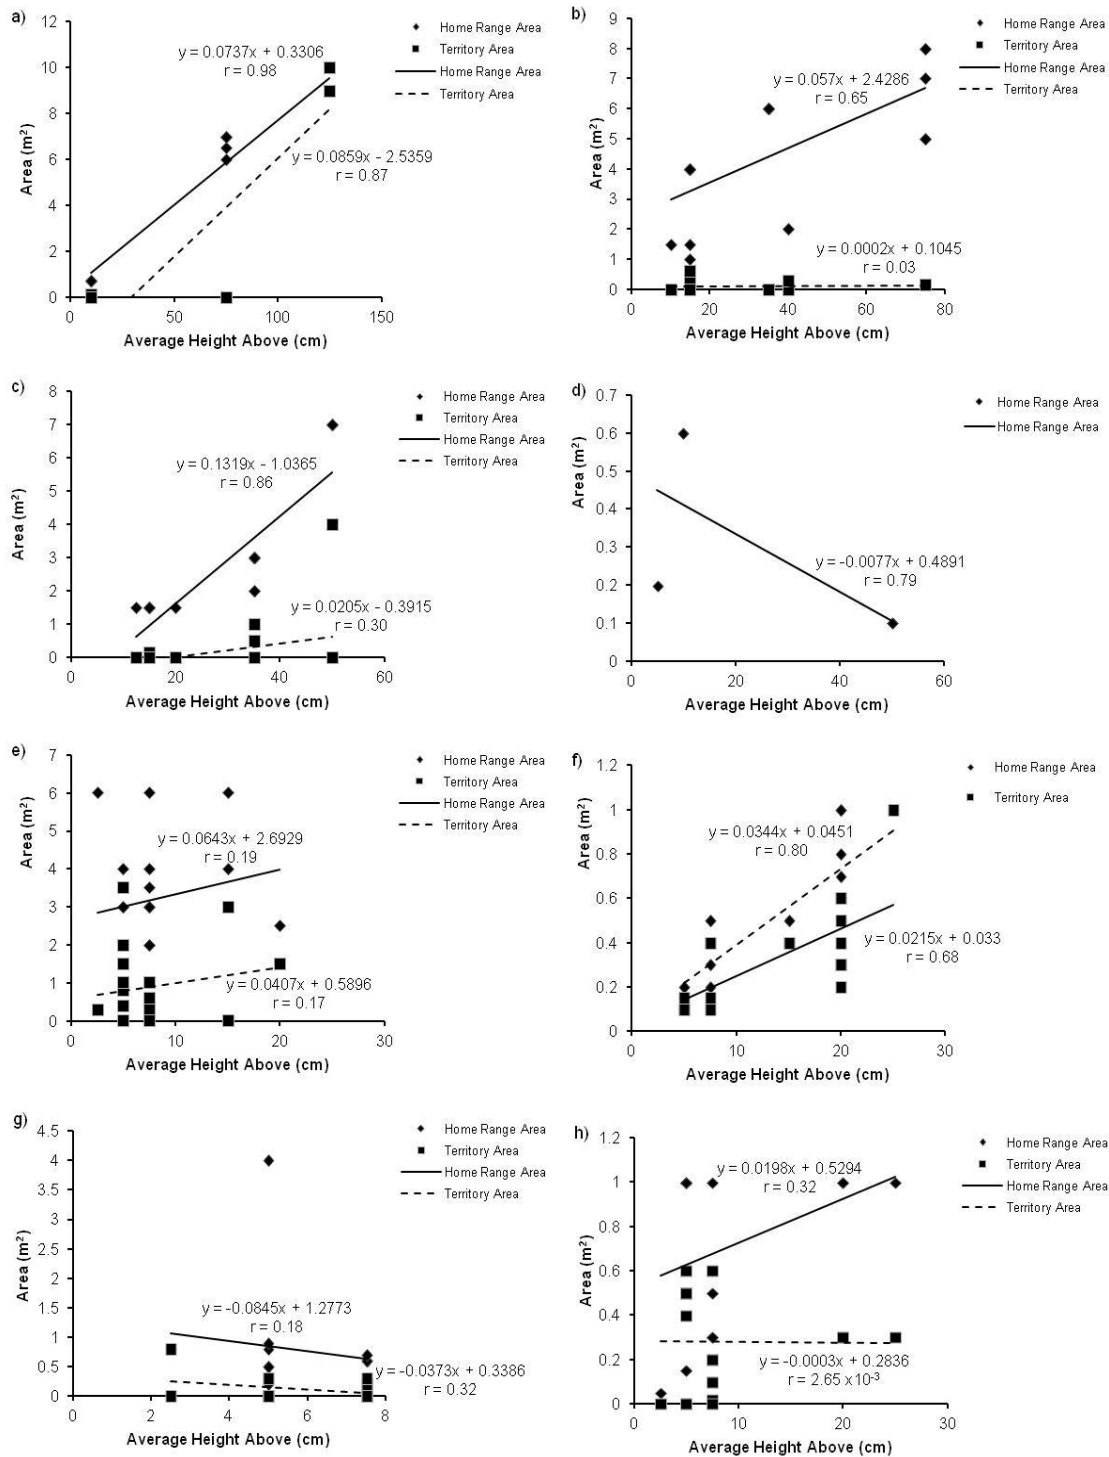 a)
12
10
8
6
4
2
0
Area (m²)
0 50 100 150
Average Height Above (cm)
y = 0.0737x + 0.3306
r = 0.98
y = 0.0859x - 2.5359
r = 0.87
Home Range Area
Territory Area
Home Range Area
Territory Area
b)
9
8
7
6
5
4
3
2
1
0
Area (m²)
0 20 40 60 80
Average Height Above (cm)
y = 0.057x + 2.4286
r = 0.65
y = 0.0002x + 0.1045
r = 0.03
Home Range Area
Territory Area
Home Range Area
Territory Area
c)
8
7
6
5
4
3
2
1
0
Area (m²)
0 20 40 60
Average Height Above (cm)
y = 0.1319x - 1.0365
r = 0.86
y = 0.0205x - 0.3915
r = 0.30
Home Range Area
Territory Area
Home Range Area
Territory Area
d)
0.7
0.6
0.5
0.4
0.3
0.2
0.1
0
Area (m²)
0 20 40 60
Average Height Above (cm)
y = -0.0077x + 0.4891
r = 0.79
Home Range Area
Home Range Area
e)
7
6
5
4
3
2
1
0
Area (m²)
0 10 20 30
Average Height Above (cm)
y = 0.0643x + 2.6929
r = 0.19
y = 0.0407x + 0.5896
r = 0.17
Home Range Area
Territory Area
Home Range Area
Territory Area
f)
1.2
1
0.8
0.6
0.4
0.2
0
Area (m²)
0 10 20 30
Average Height Above (cm)
y = 0.0344x + 0.0451
r = 0.80
y = 0.0215x + 0.033
r = 0.68
Home Range Area
Territory Area
g)
4.5
4
3.5
3
2.5
2
1.5
1
0.5
0
Area (m²)
0 2 4 6 8
Average Height Above (cm)
y = -0.0845x + 1.2773
r = 0.18
y = -0.0373x + 0.3386
r = 0.32
Home Range Area
Territory Area
Home Range Area
Territory Area
h)
1.2
1
0.8
0.6
0.4
0.2
0
Area (m²)
0 10 20 30
Average Height Above (cm)
y = 0.0198x + 0.5294
r = 0.32
y = -0.0003x + 0.2836
r = 2.65 x10⁻³
Home Range Area
Territory Area
Home Range Area
Territory Area